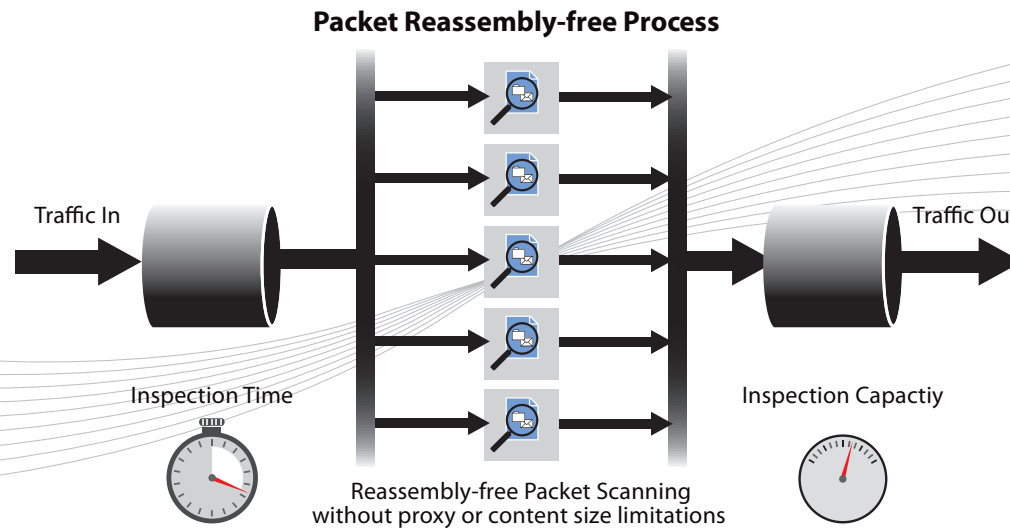 Packet Reassembly-free Process
Traffic In
Traffic Ou
Inspection Time
Inspection Capactiy
Reassembly-free Packet Scanning
without proxy or content size limitations